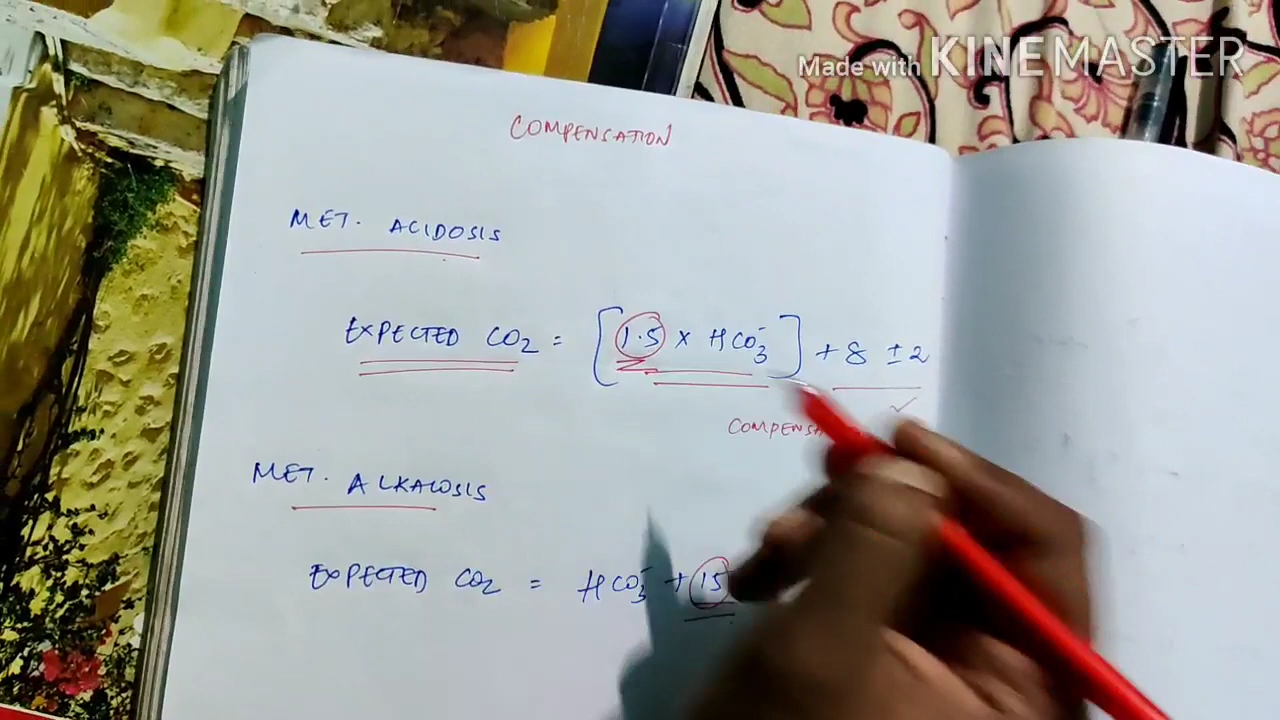 Made with KINEMASTER
COMPENSATION
MET. ACIDOSIS
EXPECTED CO2 = [1.5 x HCO3-] + 8 ± 2
MET. ALKALOSIS
EXPECTED CO2 = HCO3- + 15